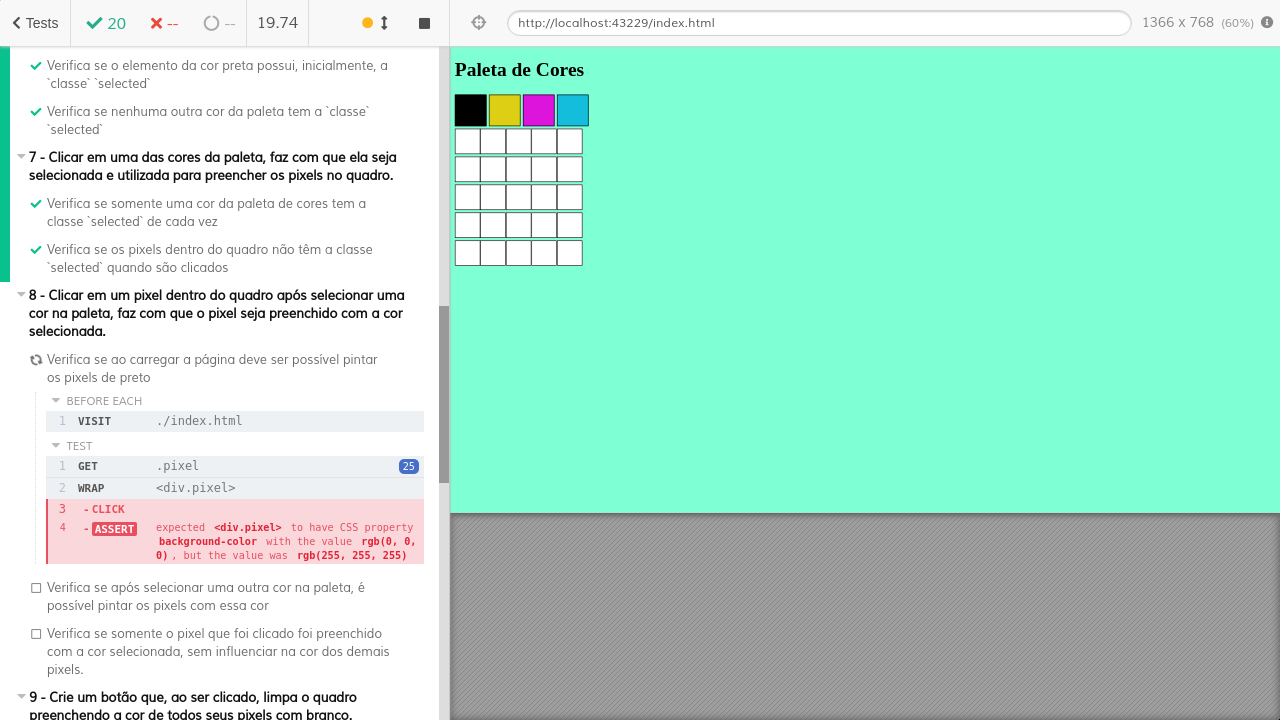 Tests
20
--
--
19.74
http://localhost:43229/index.html
1366 x 768 (60%)
Verifica se o elemento da cor preta possui, inicialmente, a
`classe` `selected`
Verifica se nenhuma outra cor da paleta tem a `classe`
`selected`
7 - Clicar em uma das cores da paleta, faz com que ela seja
selecionada e utilizada para preencher os pixels no quadro.
Verifica se somente uma cor da paleta de cores tem a
classe `selected` de cada vez
Verifica se os pixels dentro do quadro não têm a classe
`selected` quando são clicados
8 - Clicar em um pixel dentro do quadro após selecionar uma
cor na paleta, faz com que o pixel seja preenchido com a cor
selecionada.
Verifica se ao carregar a página deve ser possível pintar
os pixels de preto
BEFORE EACH
1 VISIT ./index.html
TEST
1 GET .pixel 25
2 WRAP <div.pixel>
3 -CLICK
4 -ASSERT expected <div.pixel> to have CSS property
background-color with the value rgb(0, 0,
0), but the value was rgb(255, 255, 255)
Verifica se após selecionar uma outra cor na paleta, é
possível pintar os pixels com essa cor
Verifica se somente o pixel que foi clicado foi preenchido
com a cor selecionada, sem influenciar na cor dos demais
pixels.
9 - Crie um botão que, ao ser clicado, limpa o quadro
preenchendo a cor de todos seus pixels com branco.
Paleta de Cores